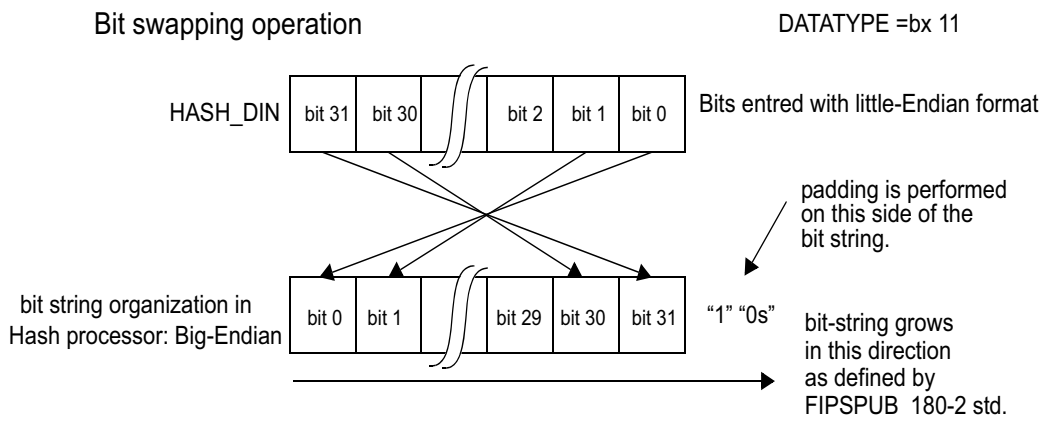 Bit swapping operation
DATATYPE =bx 11
HASH_DIN
bit 31 bit 30 bit 2 bit 1 bit 0
Bits entred with little-Endian format
padding is performed
on this side of the
bit string.
bit string organization in
Hash processor: Big-Endian
bit 0 bit 1 bit 29 bit 30 bit 31
“1” “0s”
bit-string grows
in this direction
as defined by
FIPSPUB 180-2 std.